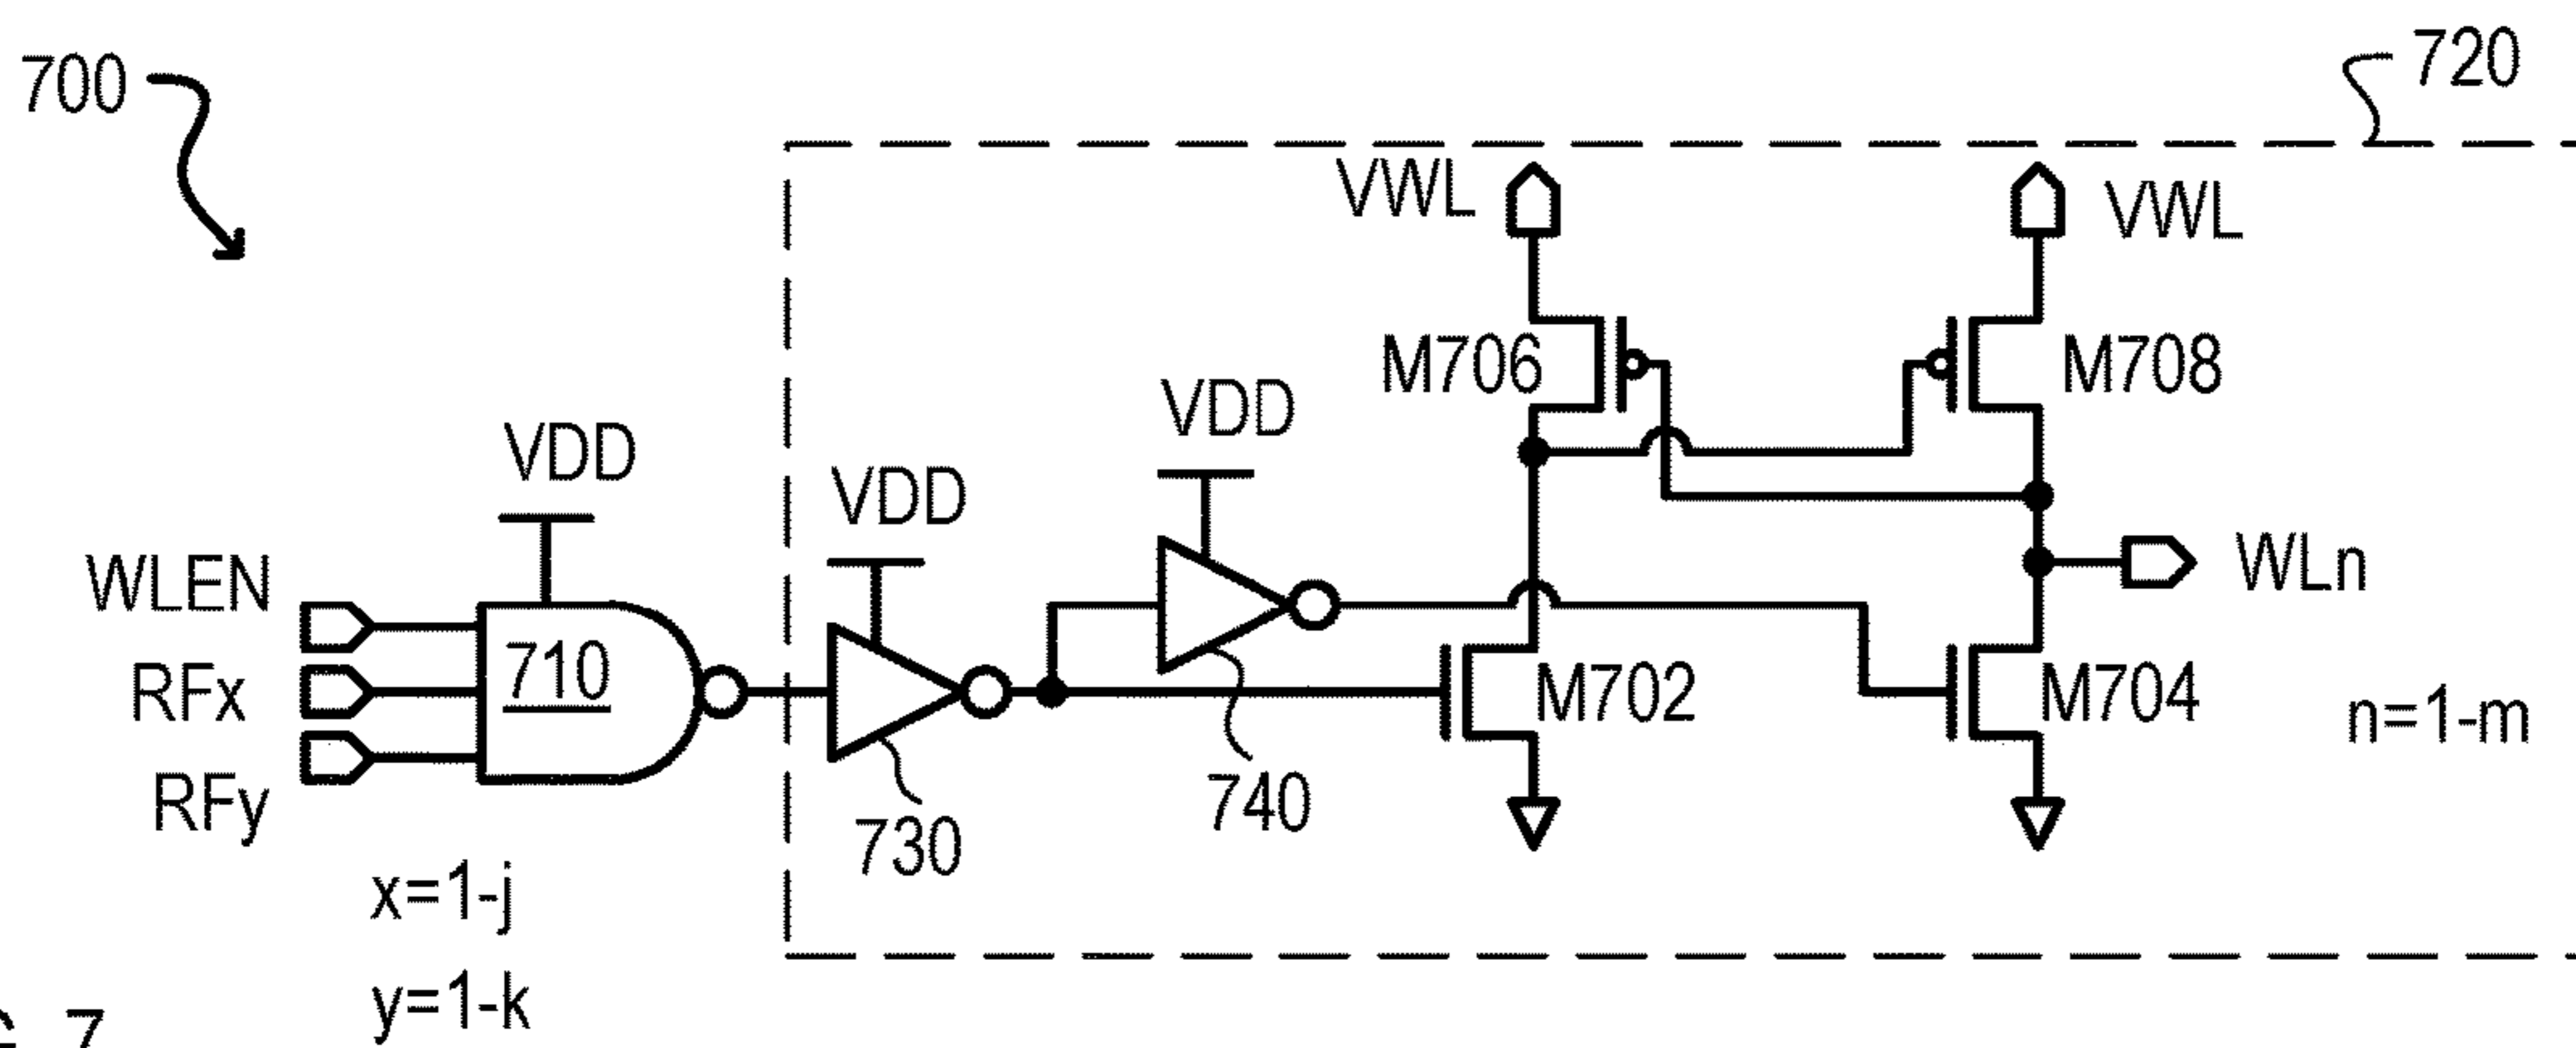 700
720
VWL
VWL
M706
M708
VDD
VDD
VDD
WLEN
710
RFx
RFy
WLn
M702
M704
n=1-m
740
730
x=1-j
y=1-k
7